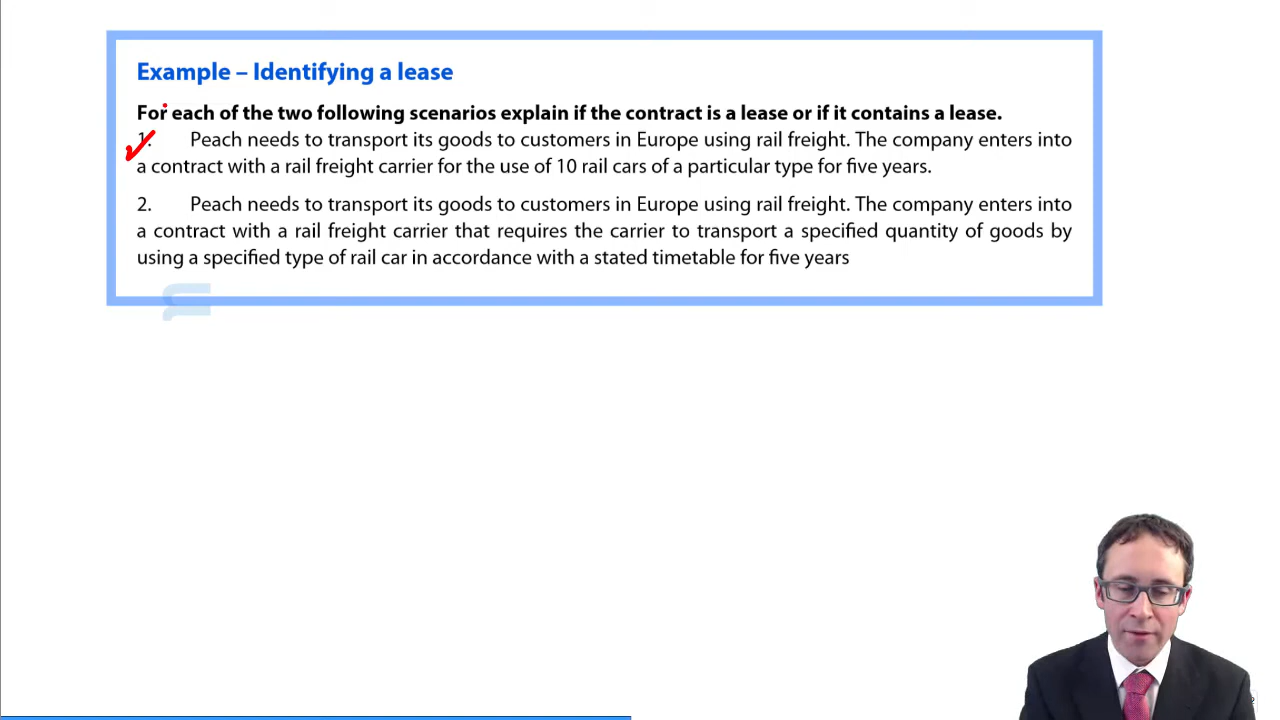 Example – Identifying a lease
For each of the two following scenarios explain if the contract is a lease or if it contains a lease.
1. Peach needs to transport its goods to customers in Europe using rail freight. The company enters into
a contract with a rail freight carrier for the use of 10 rail cars of a particular type for five years.
2. Peach needs to transport its goods to customers in Europe using rail freight. The company enters into
a contract with a rail freight carrier that requires the carrier to transport a specified quantity of goods by
using a specified type of rail car in accordance with a stated timetable for five years